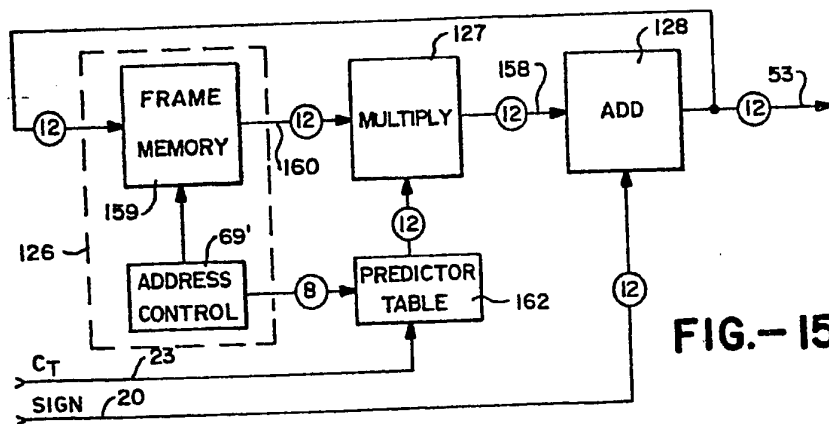 127
128
158
53
FRAME
MEMORY
12
12
MULTIPLY
12
ADD
12
160
159
69'
12
126
ADDRESS
CONTROL
8
PREDICTOR
TABLE
162
12
FIG.-15
CT
23
SIGN
20